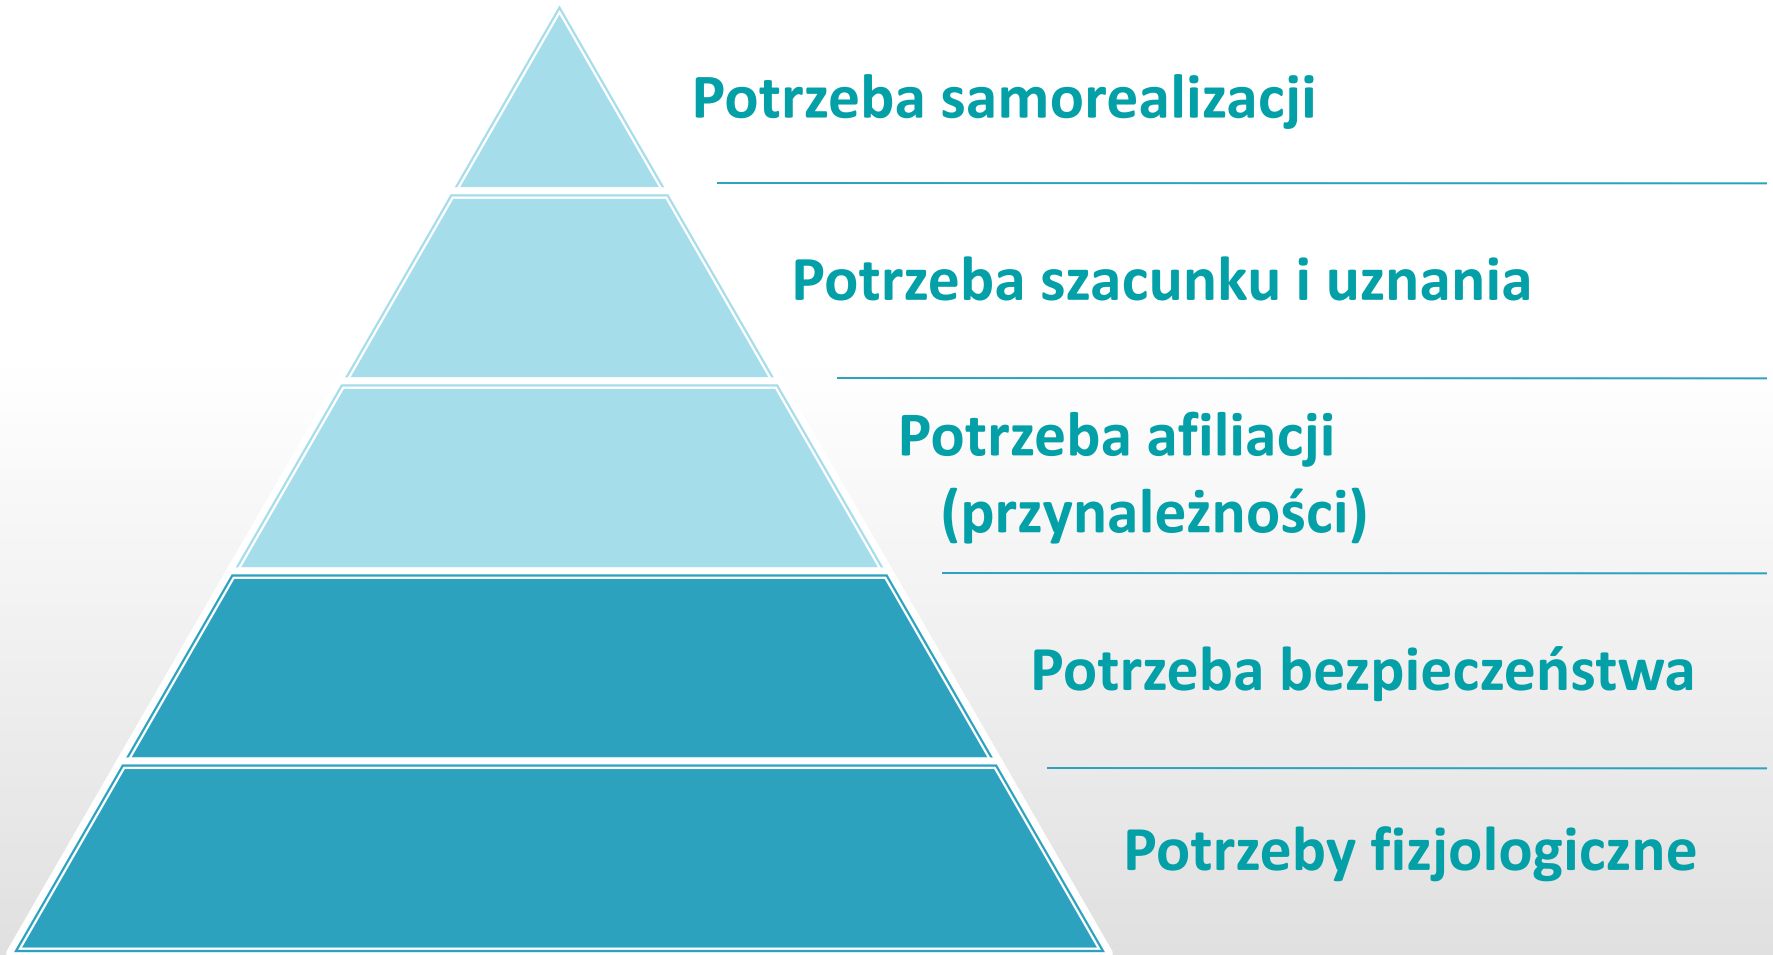 Potrzeba samorealizacji
Potrzeba szacunku i uznania
Potrzeba afiliacji
(przynależności)
Potrzeba bezpieczeństwa
Potrzeby fizjologiczne